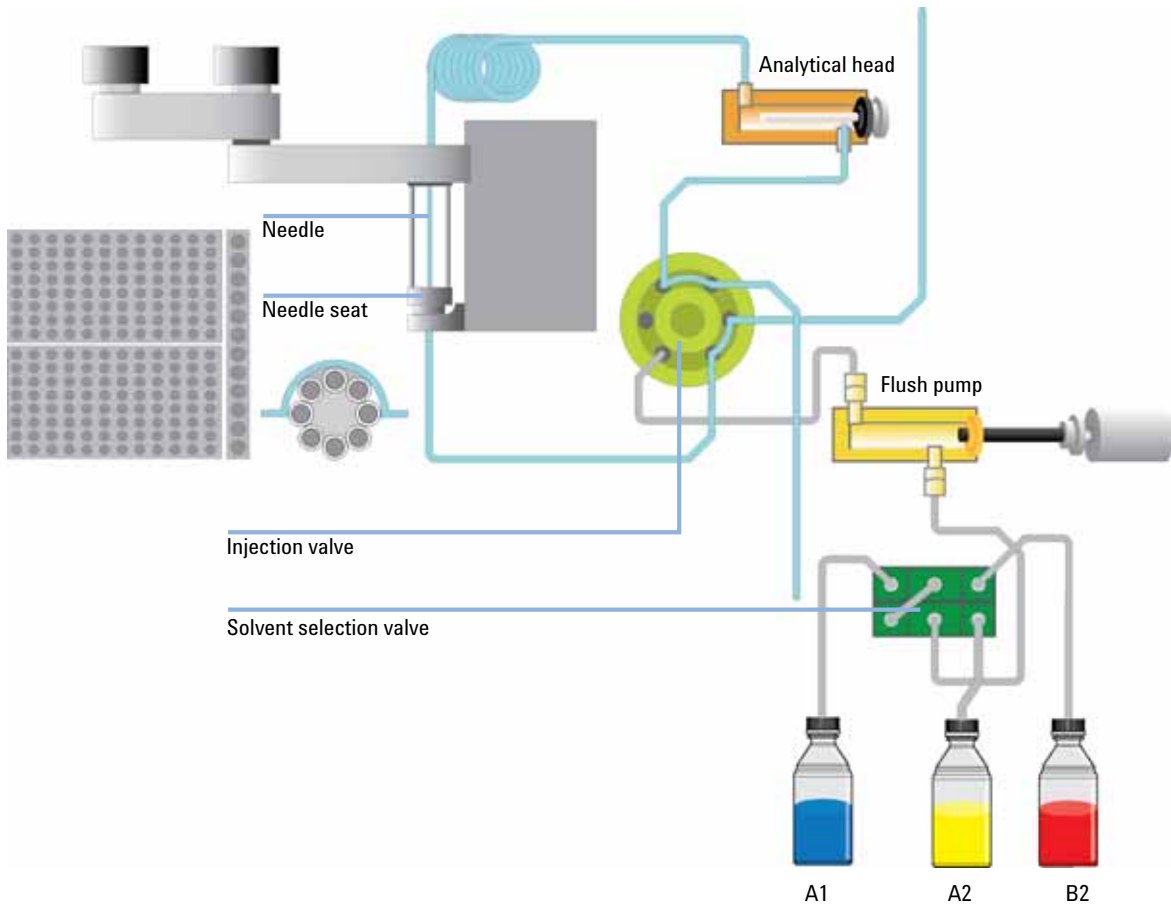 Analytical head
Needle
Needle seat
Flush pump
Injection valve
Solvent selection valve
A1
A2
B2